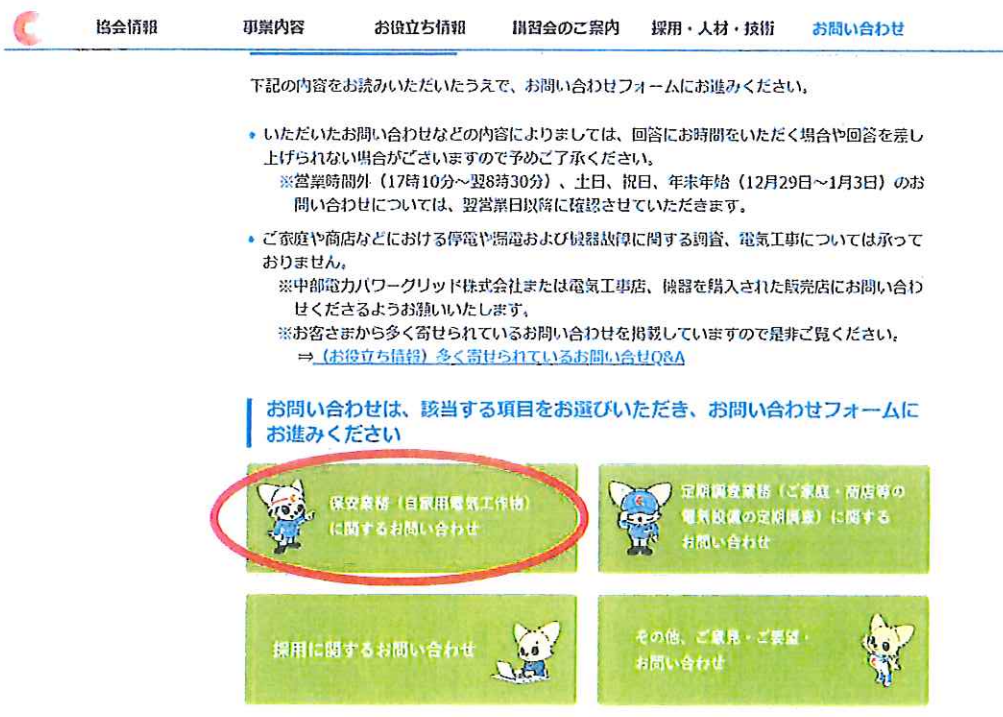 協会情報 事業内容 お役立ち情報 講習会のご案内 採用・人材・技術 お問い合わせ
下記の内容をお読みいただいたうえで、お問い合わせフォームにお進みください。
• いただいたお問い合わせなどの内容によりましては、回答にお時間をいただく場合や回答を差し
上げられない場合がございますので予めご了承ください。
※営業時間外（17時10分～翌8時30分）、土日、祝日、年末年始（12月29日～1月3日）のお
問い合わせについては、翌営業日以降に確認させていただきます。
• ご家庭や商店などにおける停電や漏電および機器故障に関する調査、電気工事については承って
おりません。
※中部電力パワーグリッド株式会社または電気工事店、機器を購入された販売店にお問い合わ
せくださるようお願いいたします。
※お客さまから多く寄せられているお問い合わせを掲載していますので是非ご覧ください。
⇒（お役立ち情報）多く寄せられているお問い合せQ&A
お問い合わせは、該当する項目をお選びいただき、お問い合わせフォームに
お進みください
保安業務（自家用電気工作物）
に関するお問い合わせ
定期調査業務（ご家庭・商店等の
電気設備の定期調査）に関する
お問い合わせ
採用に関するお問い合わせ
その他、ご意見・ご要望・
お問い合わせ